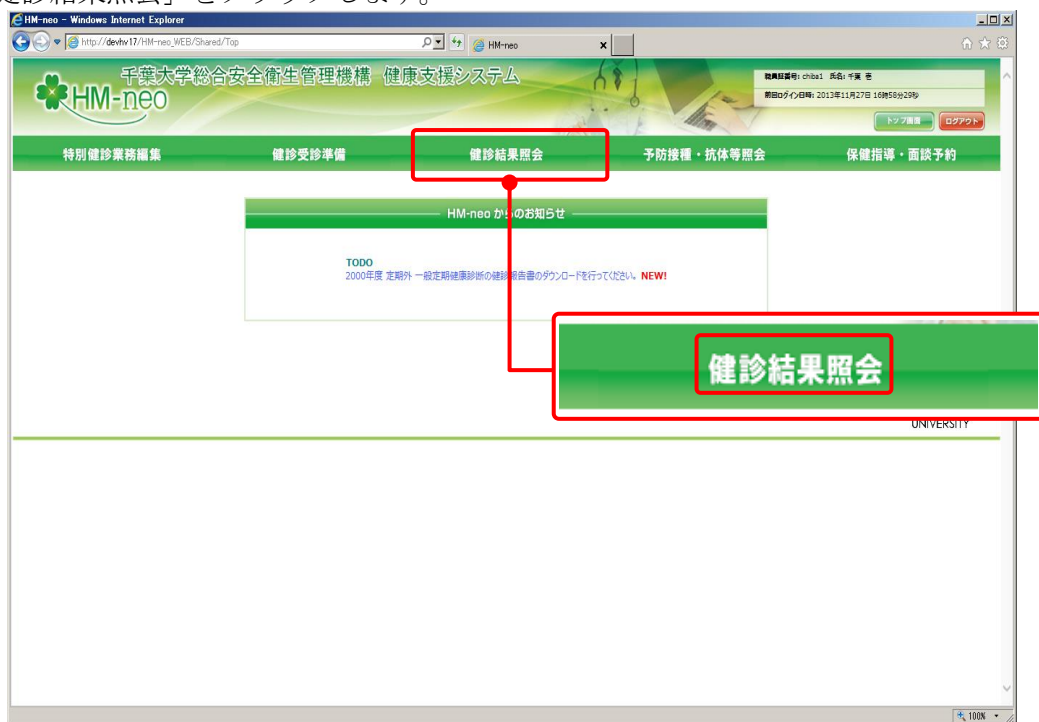 健診結果照会」をクリックします。
HM-neo - Windows Internet Explorer
http://devhv17/HM-neo_WEB/Shared/Top
HM-neo
千葉大学総合安全衛生管理機構 健康支援システム
HM-neo
職員証番号: chiba1 氏名: 千葉 壱
前回ログイン日時: 2013年11月27日 16時58分29秒
トップ画面 ログアウト
特別健診業務編集 健診受診準備 健診結果照会 予防接種・抗体等照会 保健指導・面談予約
HM-neo からのお知らせ
TODO
2000年度 定期外 一般定期健康診断の健診報告書のダウンロードを行ってください。 NEW!
健診結果照会
UNIVERSITY
100%